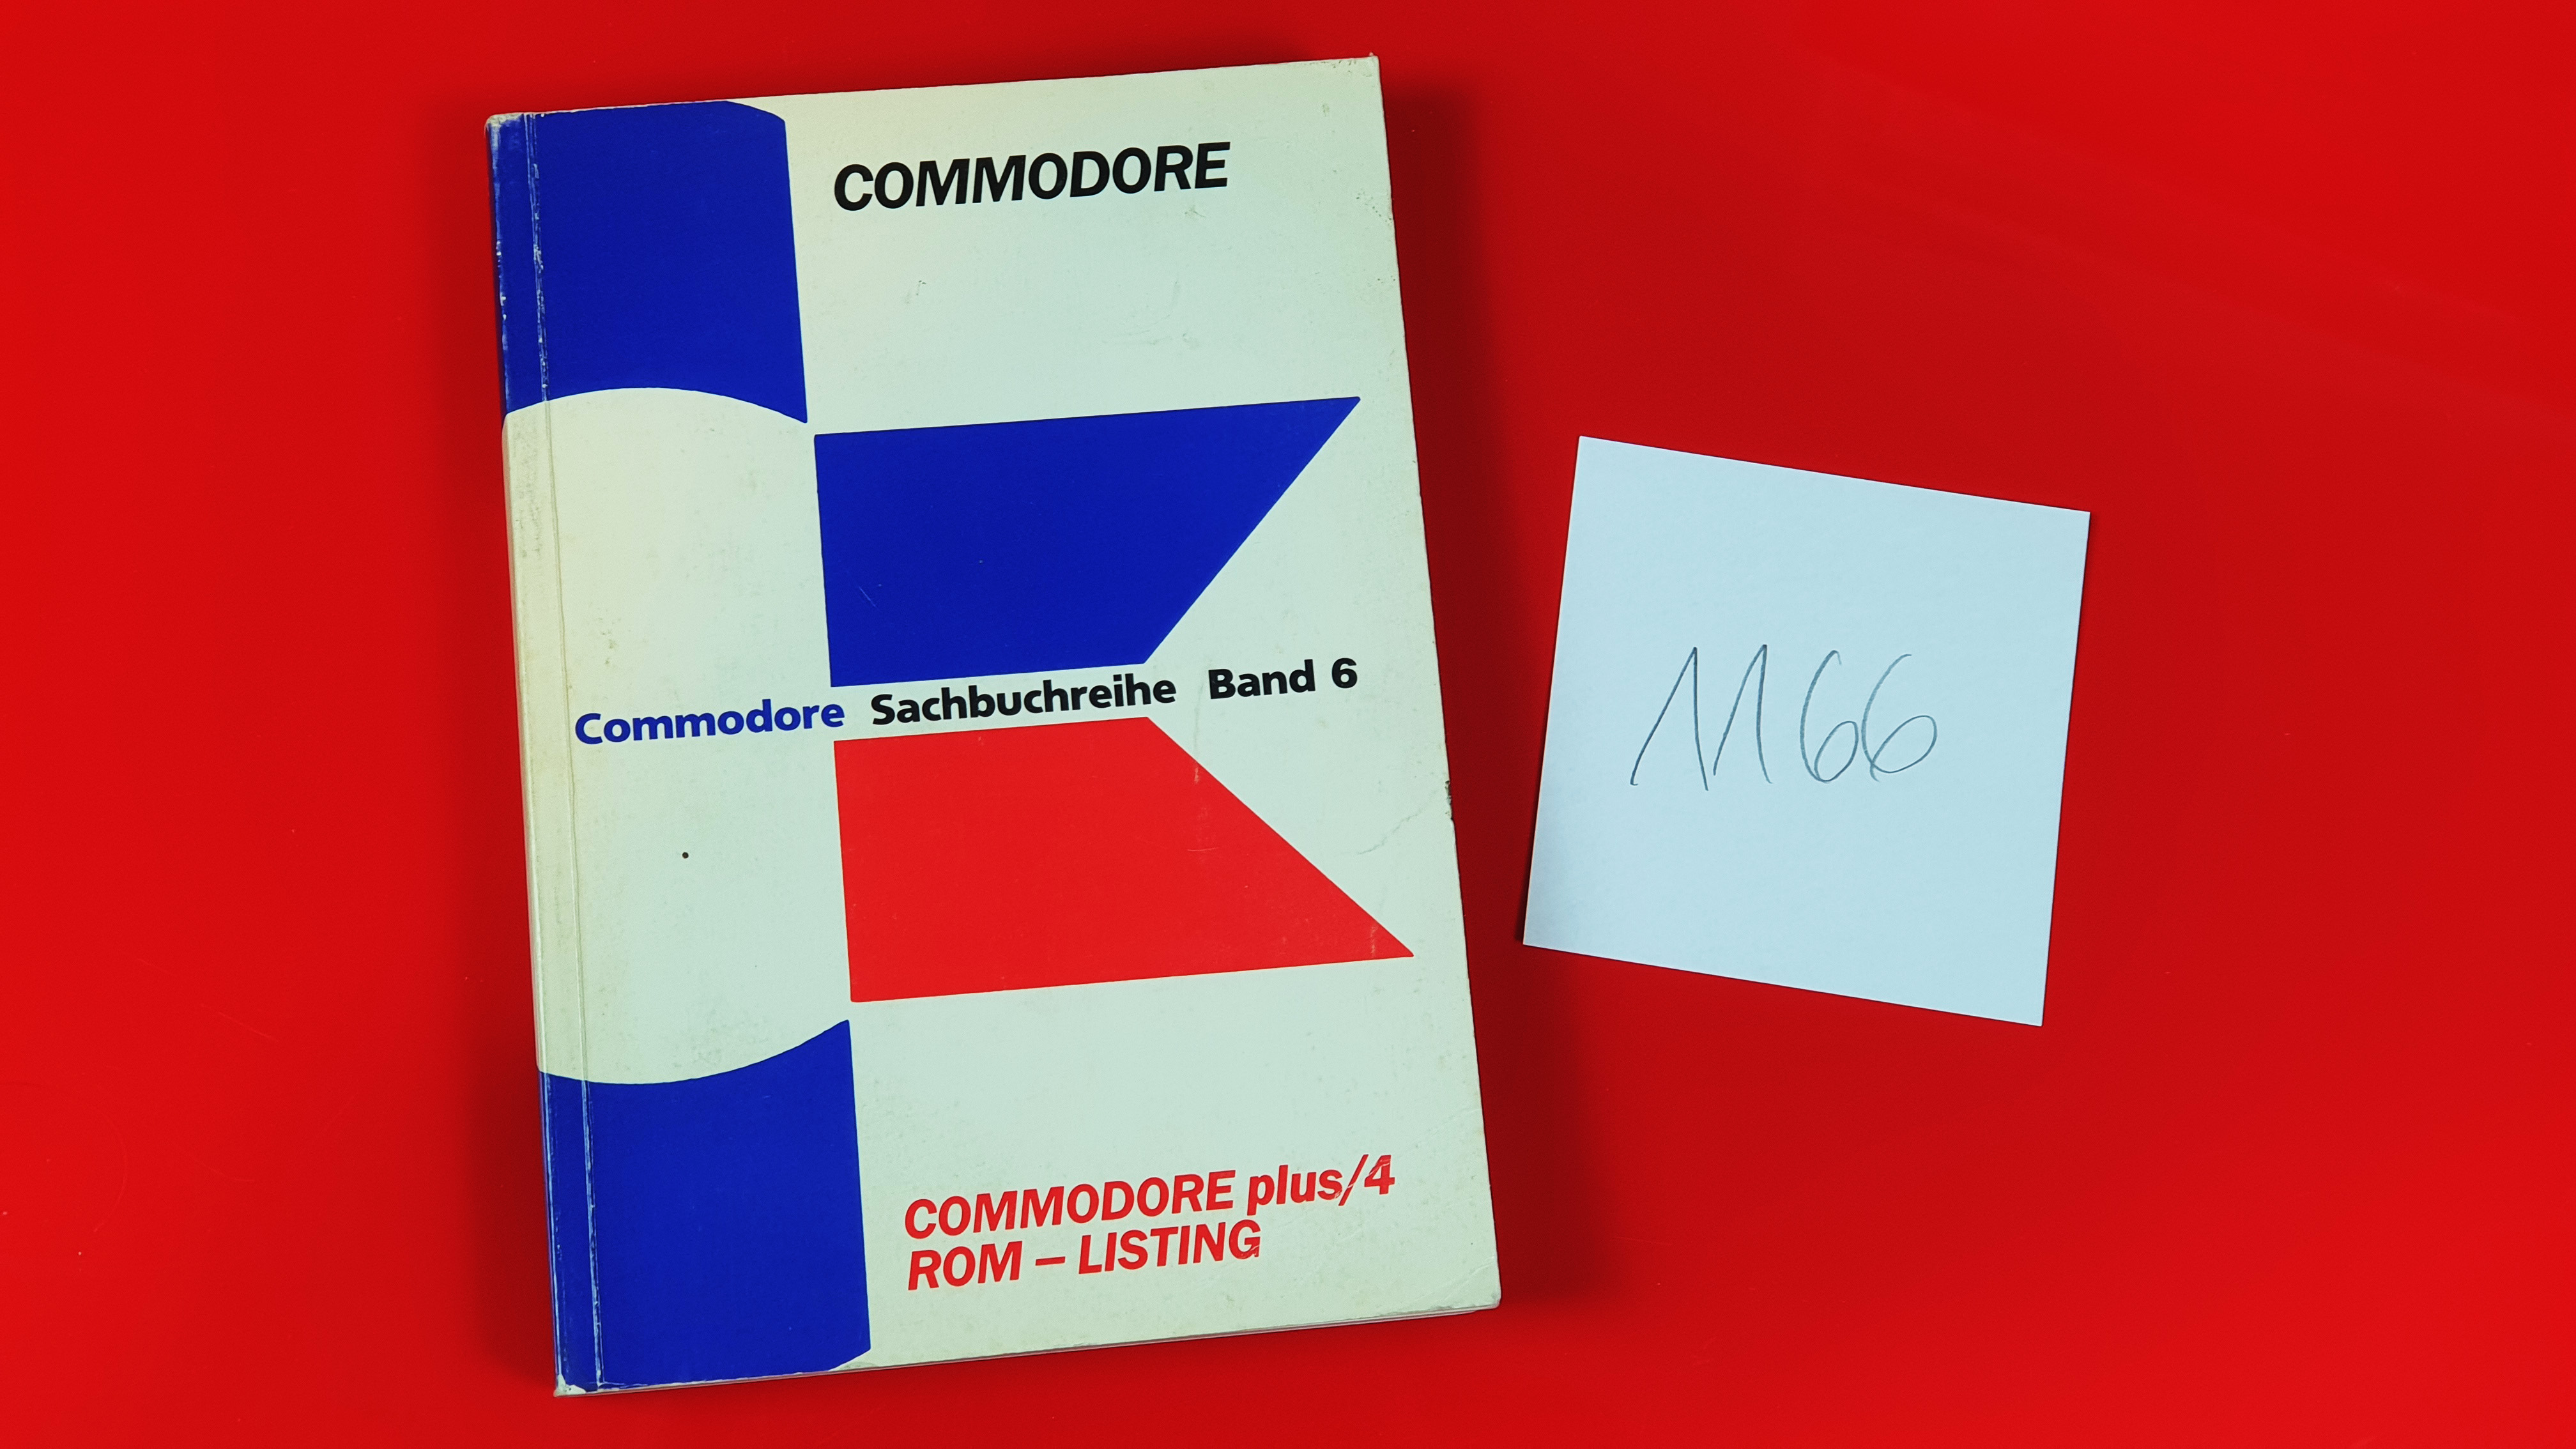 COMMODORE
Commodore Sachbuchreihe Band 6
COMMODORE plus/4
ROM – LISTING
1166